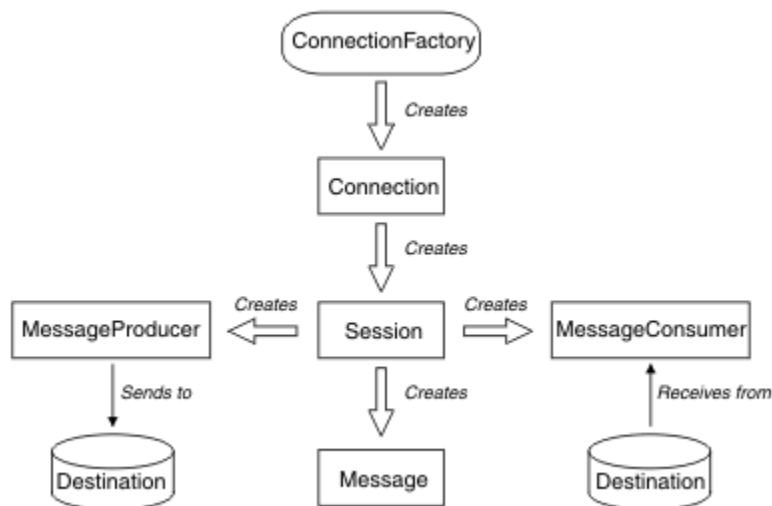 ConnectionFactory
Creates
Connection
Creates
Creates
Creates
MessageProducer
Session
MessageConsumer
Sends to
Creates
Receives from
Destination
Message
Destination